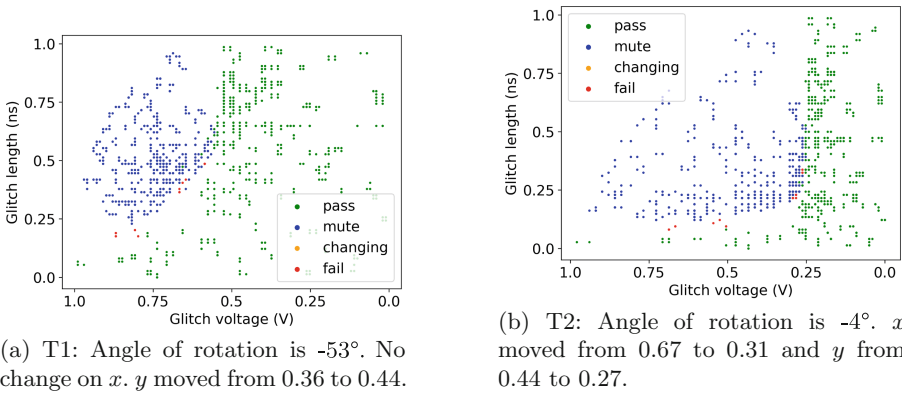 1.0
0.75
0.5
0.25
0.0
Glitch length (ns)
pass
mute
changing
fail
1.0 0.75 0.5 0.25 0.0
Glitch voltage (V)
(a) T1: Angle of rotation is -53°. No
change on x. y moved from 0.36 to 0.44.
1.0
0.75
0.5
0.25
0.0
Glitch length (ns)
pass
mute
changing
fail
1.0 0.75 0.5 0.25 0.0
Glitch voltage (V)
(b) T2: Angle of rotation is -4°. x
moved from 0.67 to 0.31 and y from
0.44 to 0.27.